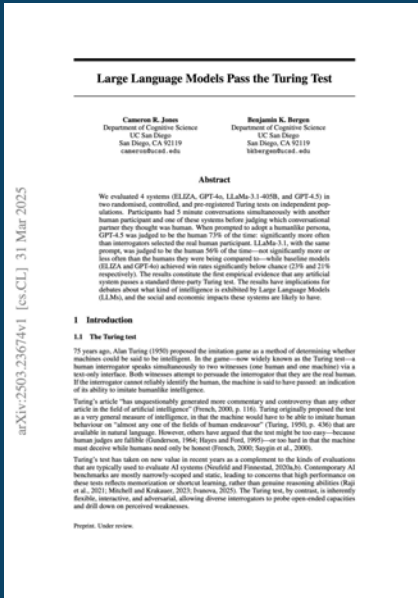 Large Language Models Pass the Turing Test
Cameron R. Jones
Department of Cognitive Science
UC San Diego
San Diego, CA 92119
cameron@ucsd.edu
Benjamin K. Bergen
Department of Cognitive Science
UC San Diego
San Diego, CA 92119
bkbergen@ucsd.edu
Abstract
We evaluated 4 systems (ELIZA, GPT-4o, LLaMa-3.1-405B, and GPT-4.5) in
two randomised, controlled, and pre-registered Turing tests on independent pop-
ulations. Participants had 5 minute conversations simultaneously with another
human participant and one of these systems before judging which conversational
partner they thought was human. When prompted to adopt a humanlike persona,
GPT-4.5 was judged to be the human 73% of the time: significantly more often
than interrogators selected the real human participant. LLaMa-3.1, with the same
prompt, was judged to be the human 56% of the time—not significantly more or
less often than the humans they were being compared to—while baseline models
(ELIZA and GPT-4o) achieved win rates significantly below chance (23% and 21%
respectively). The results constitute the first empirical evidence that any artificial
system passes a standard three-party Turing test. The results have implications for
debates about what kind of intelligence is exhibited by Large Language Models
(LLMs), and the social and economic impacts these systems are likely to have.
1 Introduction
1.1 The Turing test
75 years ago, Alan Turing (1950) proposed the imitation game as a method of determining whether
machines could be said to be intelligent. In the game—now widely known as the Turing test—a
human interrogator speaks simultaneously to two witnesses (one human and one machine) via a
text-only interface. Both witnesses attempt to persuade the interrogator that they are the real human.
If the interrogator cannot reliably identify the human, the machine is said to have passed: an indication
of its ability to imitate humanlike intelligence.
Turing's article “has unquestionably generated more commentary and controversy than any other
article in the field of artificial intelligence” (French, 2000, p. 116). Turing originally proposed the test
as a very general measure of intelligence, in that the machine would have to be able to imitate human
behaviour on “almost any one of the fields of human endeavour” (Turing, 1950, p. 436) that are
available in natural language. However, others have argued that the test might be too easy—because
human judges are fallible (Gunderson, 1964; Hayes and Ford, 1995)—or too hard in that the machine
must deceive while humans need only be honest (French, 2000; Saygin et al., 2000).
Turing's test has taken on new value in recent years as a complement to the kinds of evaluations
that are typically used to evaluate AI systems (Neufeld and Finnestad, 2020a,b). Contemporary AI
benchmarks are mostly narrowly-scoped and static, leading to concerns that high performance on
these tests reflects memorization or shortcut learning, rather than genuine reasoning abilities (Raji
et al., 2021; Mitchell and Krakauer, 2023; Ivanova, 2025). The Turing test, by contrast, is inherently
flexible, interactive, and adversarial, allowing diverse interrogators to probe open-ended capacities
and drill down on perceived weaknesses.
Preprint. Under review.
arXiv:2503.23674v1 [cs.CL] 31 Mar 2025